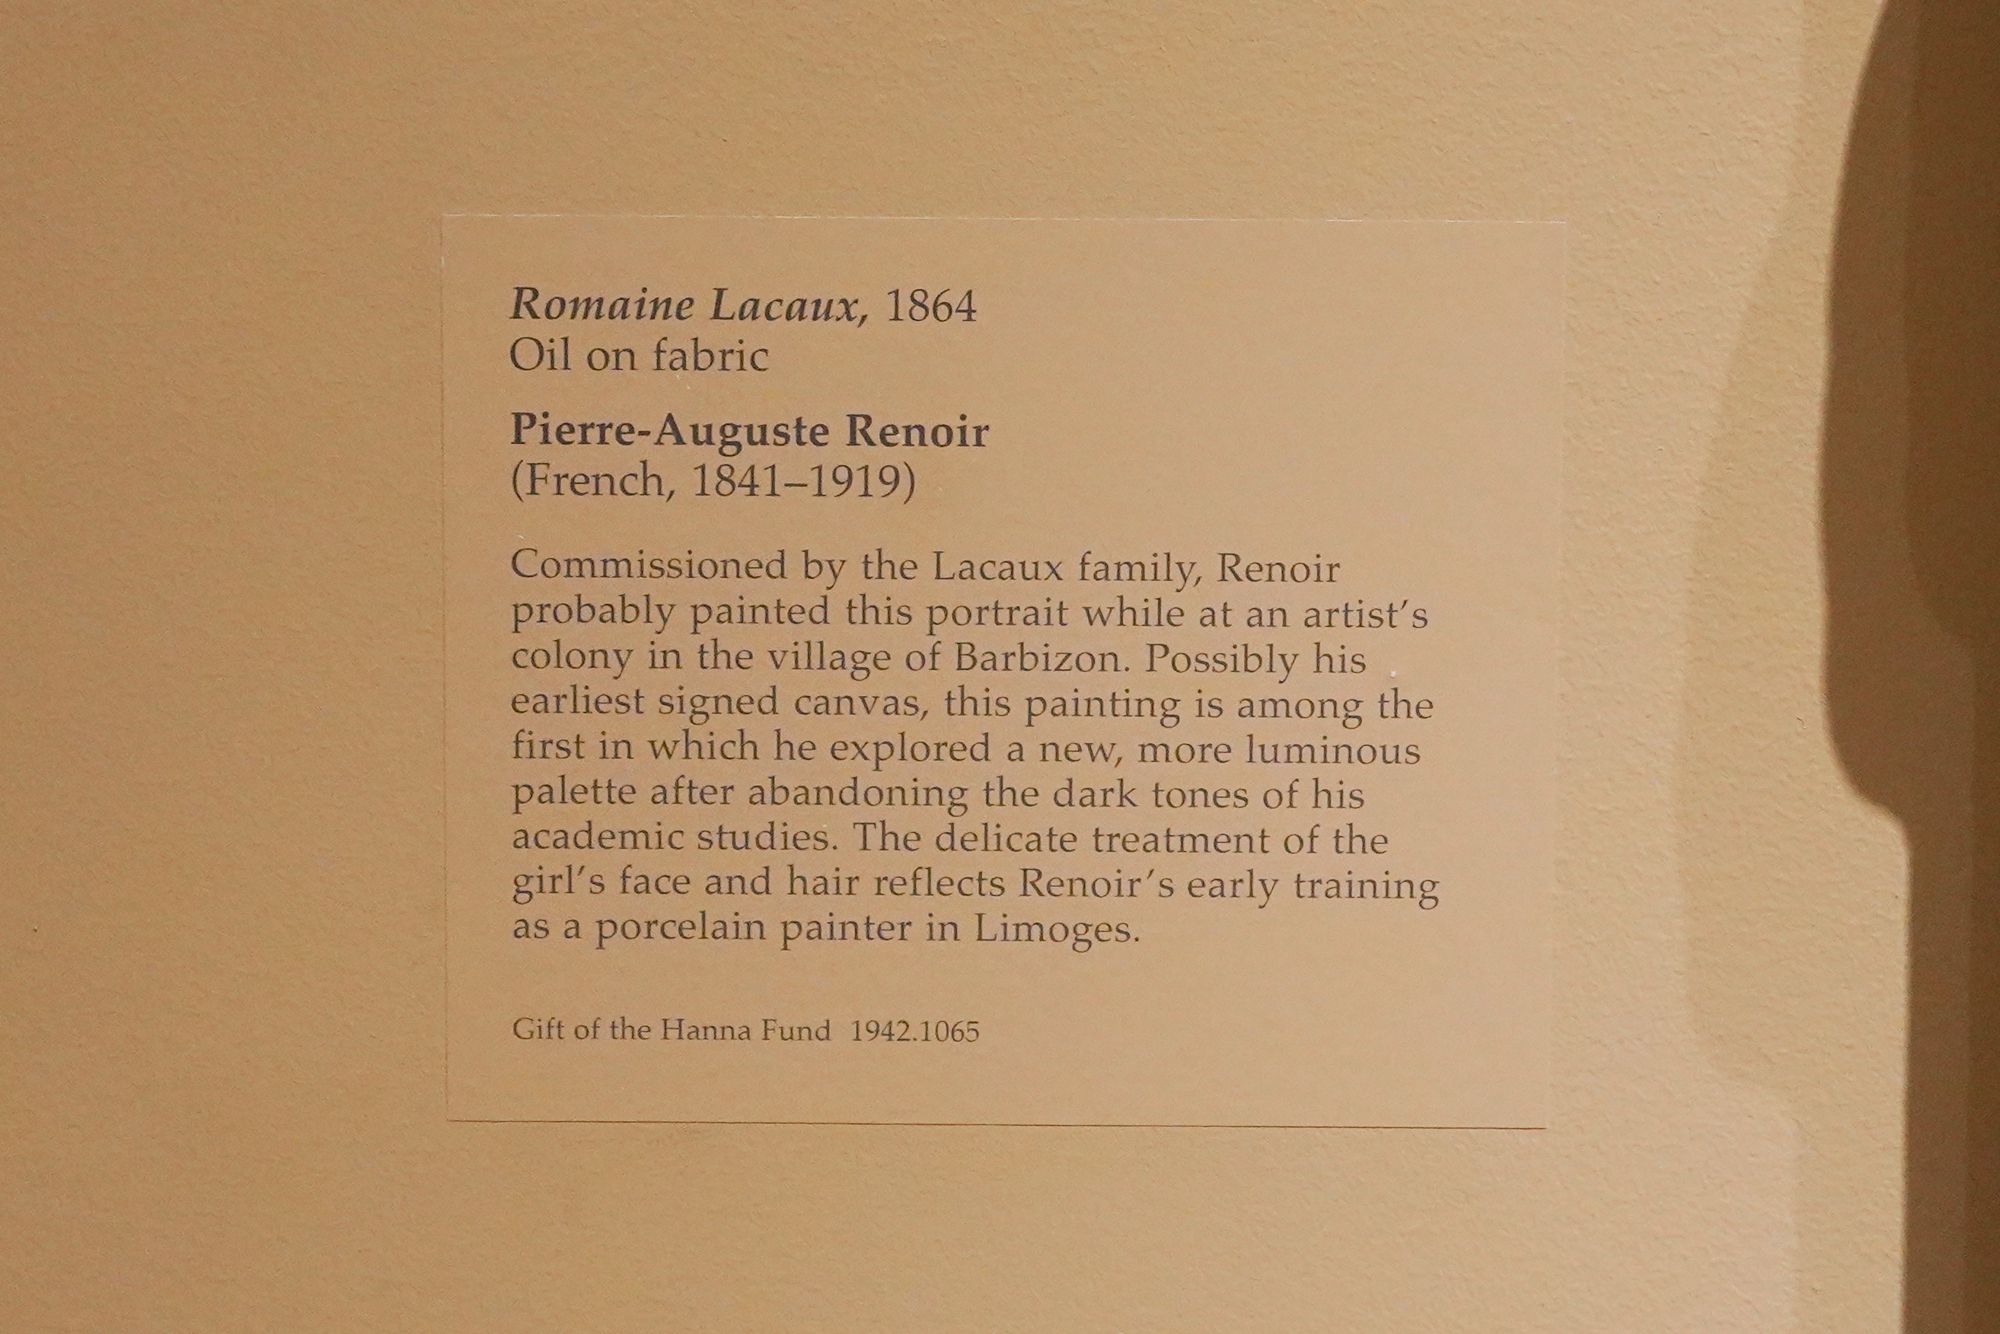 Romaine Lacaux, 1864
Oil on fabric
Pierre-Auguste Renoir
(French, 1841–1919)
Commissioned by the Lacaux family, Renoir
probably painted this portrait while at an artist's
colony in the village of Barbizon. Possibly his
earliest signed canvas, this painting is among the
first in which he explored a new, more luminous
palette after abandoning the dark tones of his
academic studies. The delicate treatment of the
girl's face and hair reflects Renoir's early training
as a porcelain painter in Limoges.
Gift of the Hanna Fund 1942.1065